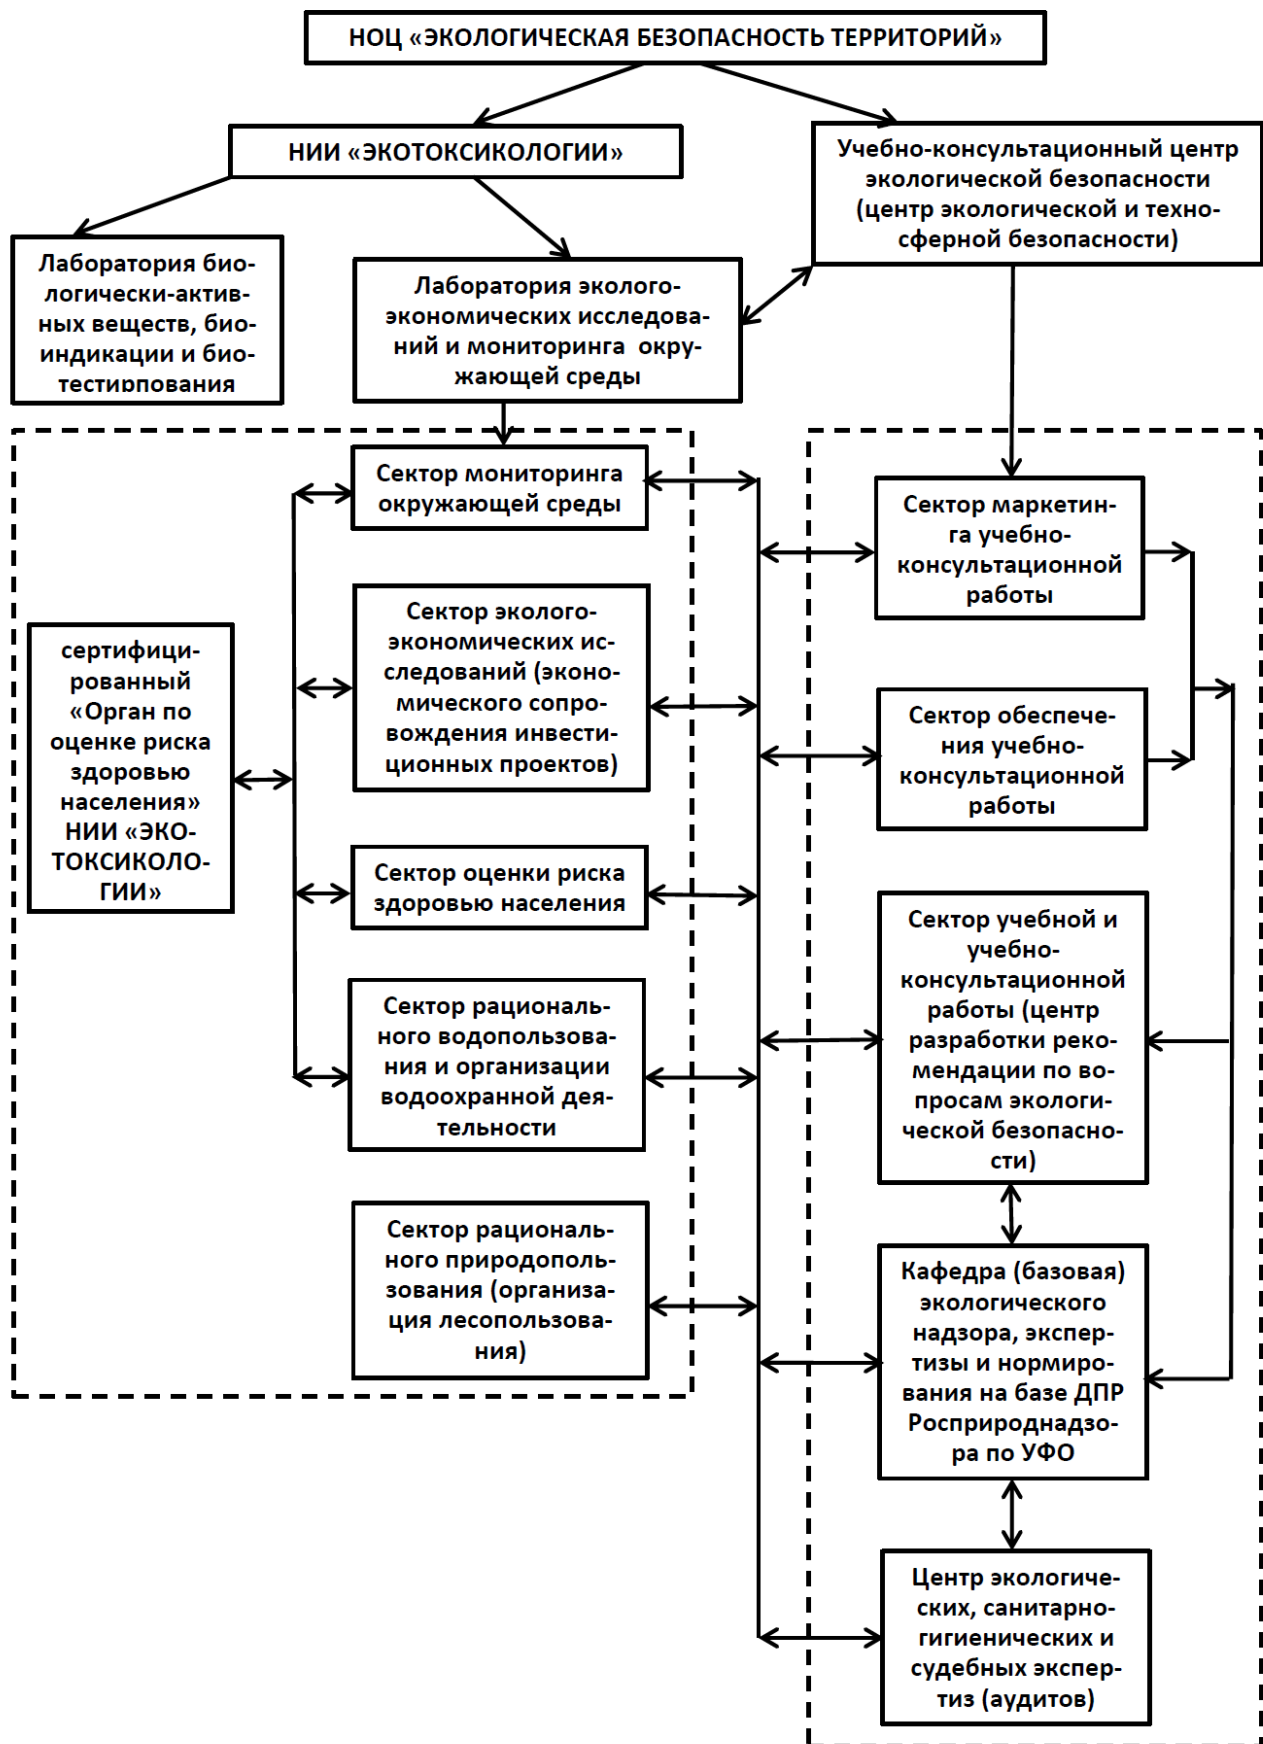 НОЦ «ЭКОЛОГИЧЕСКАЯ БЕЗОПАСНОСТЬ ТЕРРИТОРИЙ»
НИИ «ЭКОТОКСИКОЛОГИИ»
Учебно-консультационный центр
экологической безопасности
(центр экологической и техно-
сферной безопасности)
Лаборатория био-
логически-актив-
ных веществ, био-
индикации и био-
тестирпования
Лаборатория эколого-
экономических исследова-
ний и мониторинга окру-
жающей среды
Сектор мониторинга
окружающей среды
Сектор эколого-
экономических ис-
следований (эконо-
мического сопро-
вождения инвести-
ционных проектов)
сертифици-
рованный
«Орган по
оценке риска
здоровью
населения»
НИИ «ЭКО-
ТОКСИКОЛО-
ГИИ»
Сектор оценки риска
здоровью населения
Сектор рациональ-
ного водопользова-
ния и организации
водоохранной дея-
тельности
Сектор рациональ-
ного природополь-
зования (организа-
ция лесопользова-
ния)
Сектор маркетин-
га учебно-
консультационной
работы
Сектор обеспече-
ния учебно-
консультационной
работы
Сектор учебной и
учебно-
консультационной
работы (центр
разработки реко-
мендации по во-
просам экологи-
ческой безопасно-
сти)
Кафедра (базовая)
экологического
надзора, экспер-
тизы и нормиро-
вания на базе ДПР
Росприроднадзо-
ра по УФО
Центр экологиче-
ских, санитарно-
гигиенических и
судебных экспер-
тиз (аудитов)